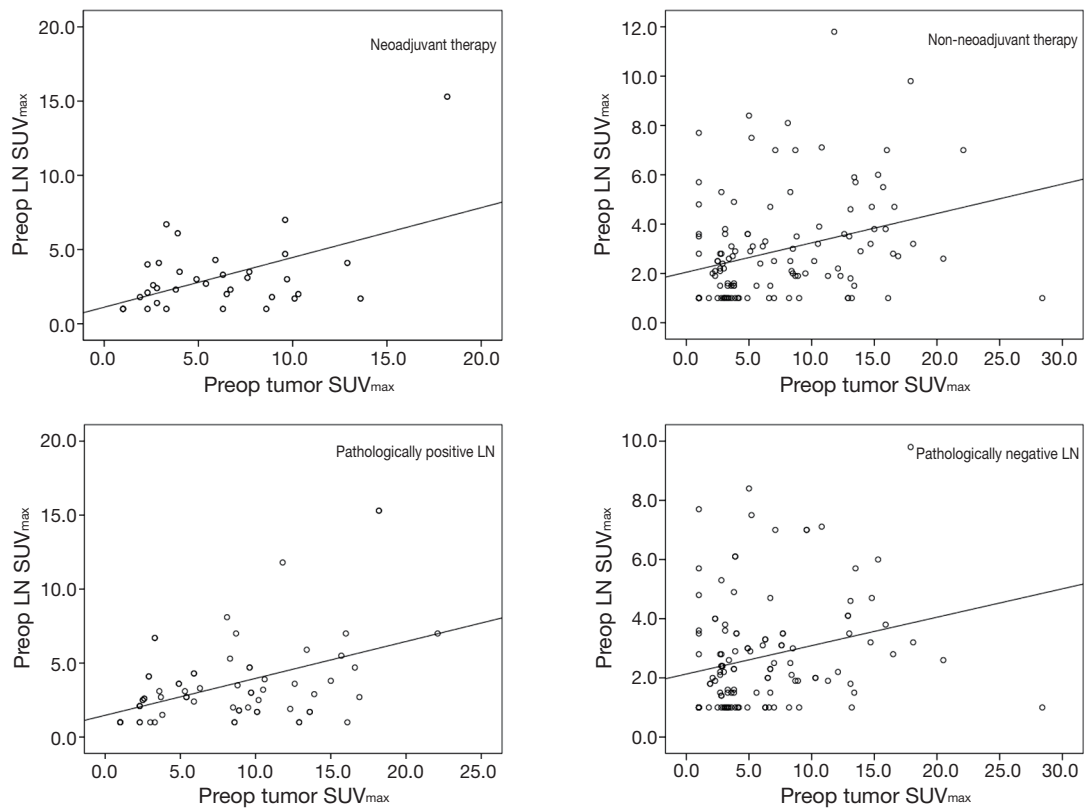 20.0
15.0
10.0
5.0
0.0
Preop LN SUVmax
Neoadjuvant therapy
0.0 5.0 10.0 15.0 20.0
Preop tumor SUVmax
12.0
10.0
8.0
6.0
4.0
2.0
0.0
Preop LN SUVmax
Non-neoadjuvant therapy
0.0 5.0 10.0 15.0 20.0 25.0 30.0
Preop tumor SUVmax
20.0
15.0
10.0
5.0
0.0
Preop LN SUVmax
Pathologically positive LN
0.0 5.0 10.0 15.0 20.0 25.0
Preop tumor SUVmax
10.0
8.0
6.0
4.0
2.0
0.0
Preop LN SUVmax
Pathologically negative LN
0.0 5.0 10.0 15.0 20.0 25.0 30.0
Preop tumor SUVmax